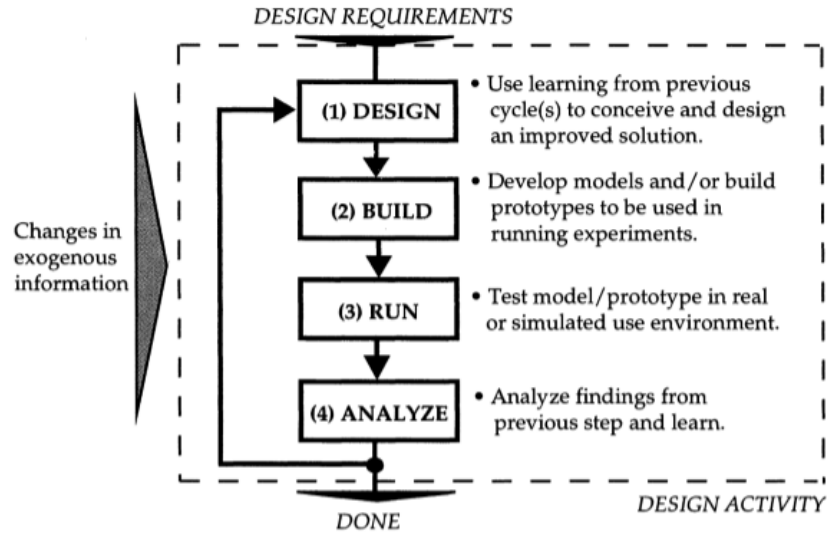 DESIGN REQUIREMENTS
(1) DESIGN
• Use learning from previous
cycle(s) to conceive and design
an improved solution.
(2) BUILD
• Develop models and/or build
prototypes to be used in
running experiments.
Changes in
exogenous
information
(3) RUN
• Test model/prototype in real
or simulated use environment.
(4) ANALYZE
• Analyze findings from
previous step and learn.
DESIGN ACTIVITY
DONE